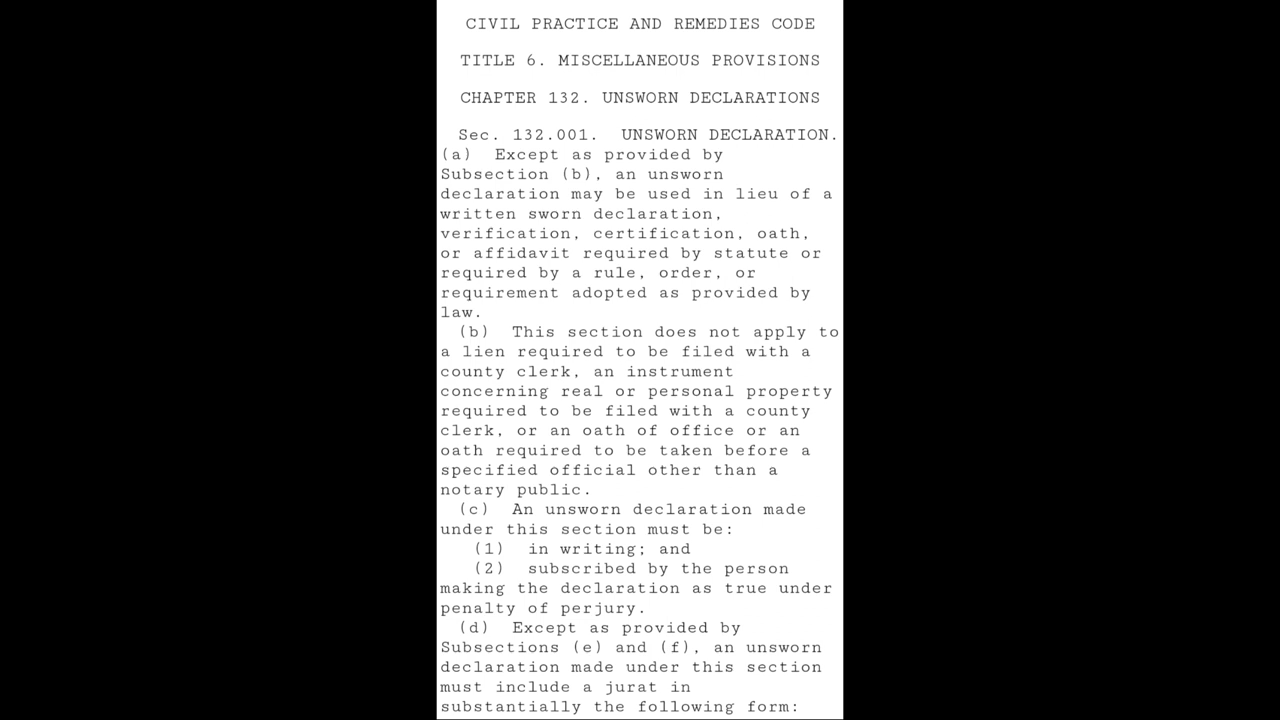 CIVIL PRACTICE AND REMEDIES CODE
TITLE 6. MISCELLANEOUS PROVISIONS
CHAPTER 132. UNSWORN DECLARATIONS
Sec. 132.001. UNSWORN DECLARATION.
(a) Except as provided by
Subsection (b), an unsworn
declaration may be used in lieu of a
written sworn declaration,
verification, certification, oath,
or affidavit required by statute or
required by a rule, order, or
requirement adopted as provided by
law.
(b) This section does not apply to
a lien required to be filed with a
county clerk, an instrument
concerning real or personal property
required to be filed with a county
clerk, or an oath of office or an
oath required to be taken before a
specified official other than a
notary public.
(c) An unsworn declaration made
under this section must be:
(1) in writing; and
(2) subscribed by the person
making the declaration as true under
penalty of perjury.
(d) Except as provided by
Subsections (e) and (f), an unsworn
declaration made under this section
must include a jurat in
substantially the following form: